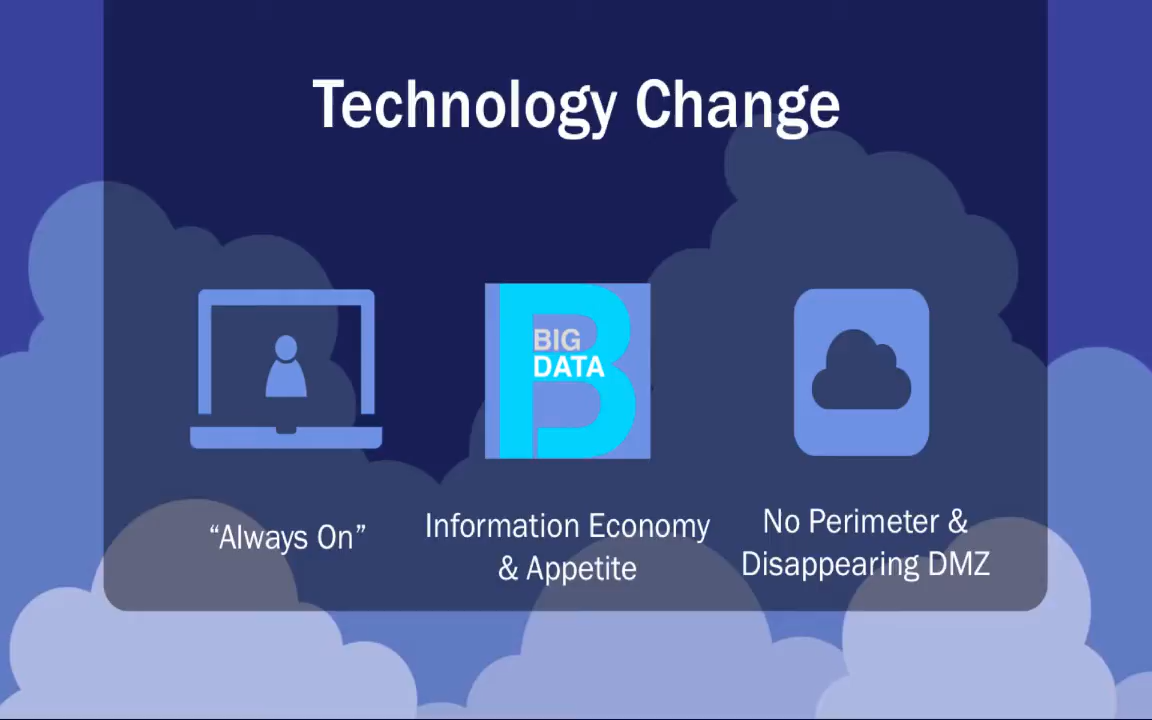 Technology Change
BIG
DATA
“Always On”
Information Economy
& Appetite
No Perimeter &
Disappearing DMZ